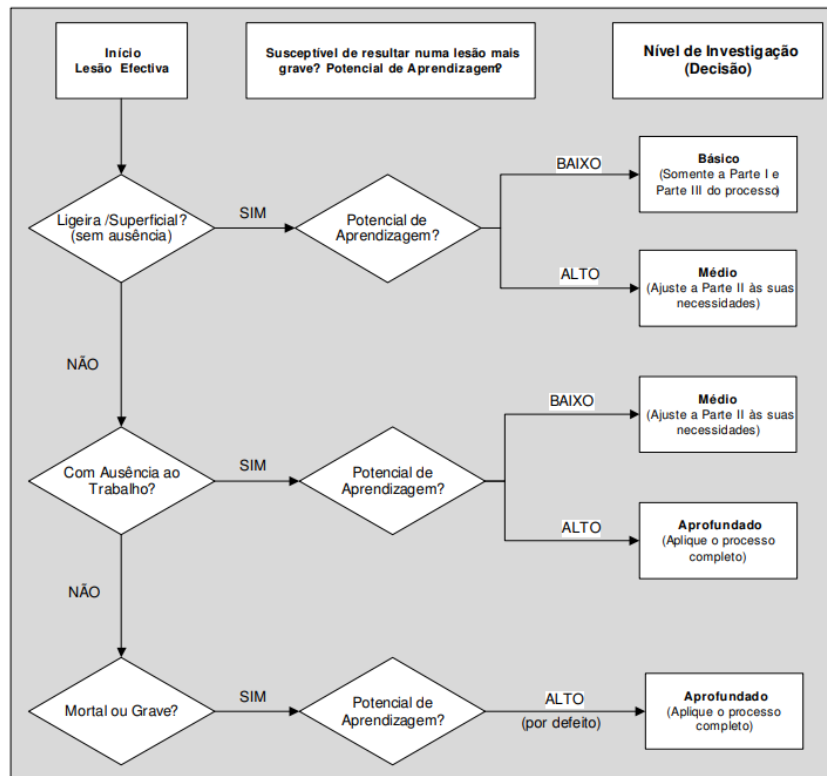 Início
Lesão Efectiva
Susceptível de resultar numa lesão mais
grave? Potencial de Aprendizagem?
Nível de Investigação
(Decisão)
Ligeira /Superficial?
(sem ausência)
SIM
Potencial de
Aprendizagem?
BAIXO
Básico
(Somente a Parte I e
Parte III do processo)
ALTO
Médio
(Ajuste a Parte II às suas
necessidades)
NÃO
Com Ausência ao
Trabalho?
SIM
Potencial de
Aprendizagem?
BAIXO
Médio
(Ajuste a Parte II às suas
necessidades)
ALTO
Aprofundado
(Aplique o processo
completo)
NÃO
Mortal ou Grave?
SIM
Potencial de
Aprendizagem?
ALTO
(por defeito)
Aprofundado
(Aplique o processo
completo)